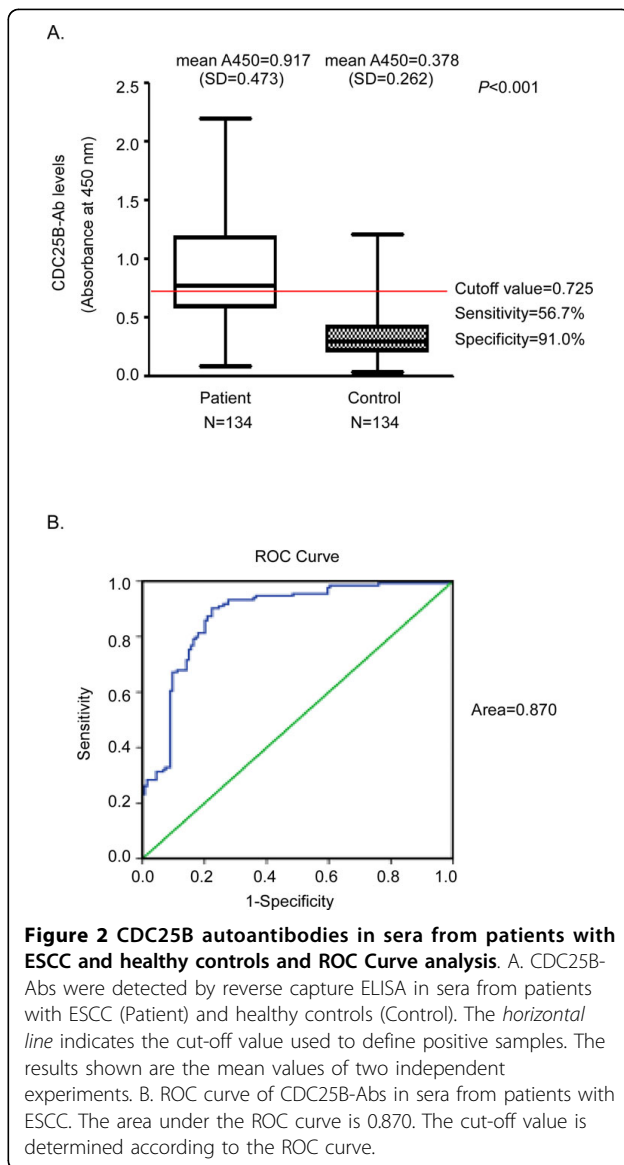 A.
mean A450=0.917 mean A450=0.378
(SD=0.473) (SD=0.262) P<0.001
CDC25B-Ab levels
(Absorbance at 450 nm)
2.5
2.0
1.5
1.0
0.5
0.0
Cutoff value=0.725
Sensitivity=56.7%
Specificity=91.0%
Patient Control
N=134 N=134
B.
ROC Curve
Sensitivity
1.0
0.8
0.6
0.4
0.2
0.0
Area=0.870
0.0 0.2 0.4 0.6 0.8 1.0
1-Specificity
Figure 2 CDC25B autoantibodies in sera from patients with
ESCC and healthy controls and ROC Curve analysis. A. CDC25B-
Abs were detected by reverse capture ELISA in sera from patients
with ESCC (Patient) and healthy controls (Control). The horizontal
line indicates the cut-off value used to define positive samples. The
results shown are the mean values of two independent
experiments. B. ROC curve of CDC25B-Abs in sera from patients with
ESCC. The area under the ROC curve is 0.870. The cut-off value is
determined according to the ROC curve.